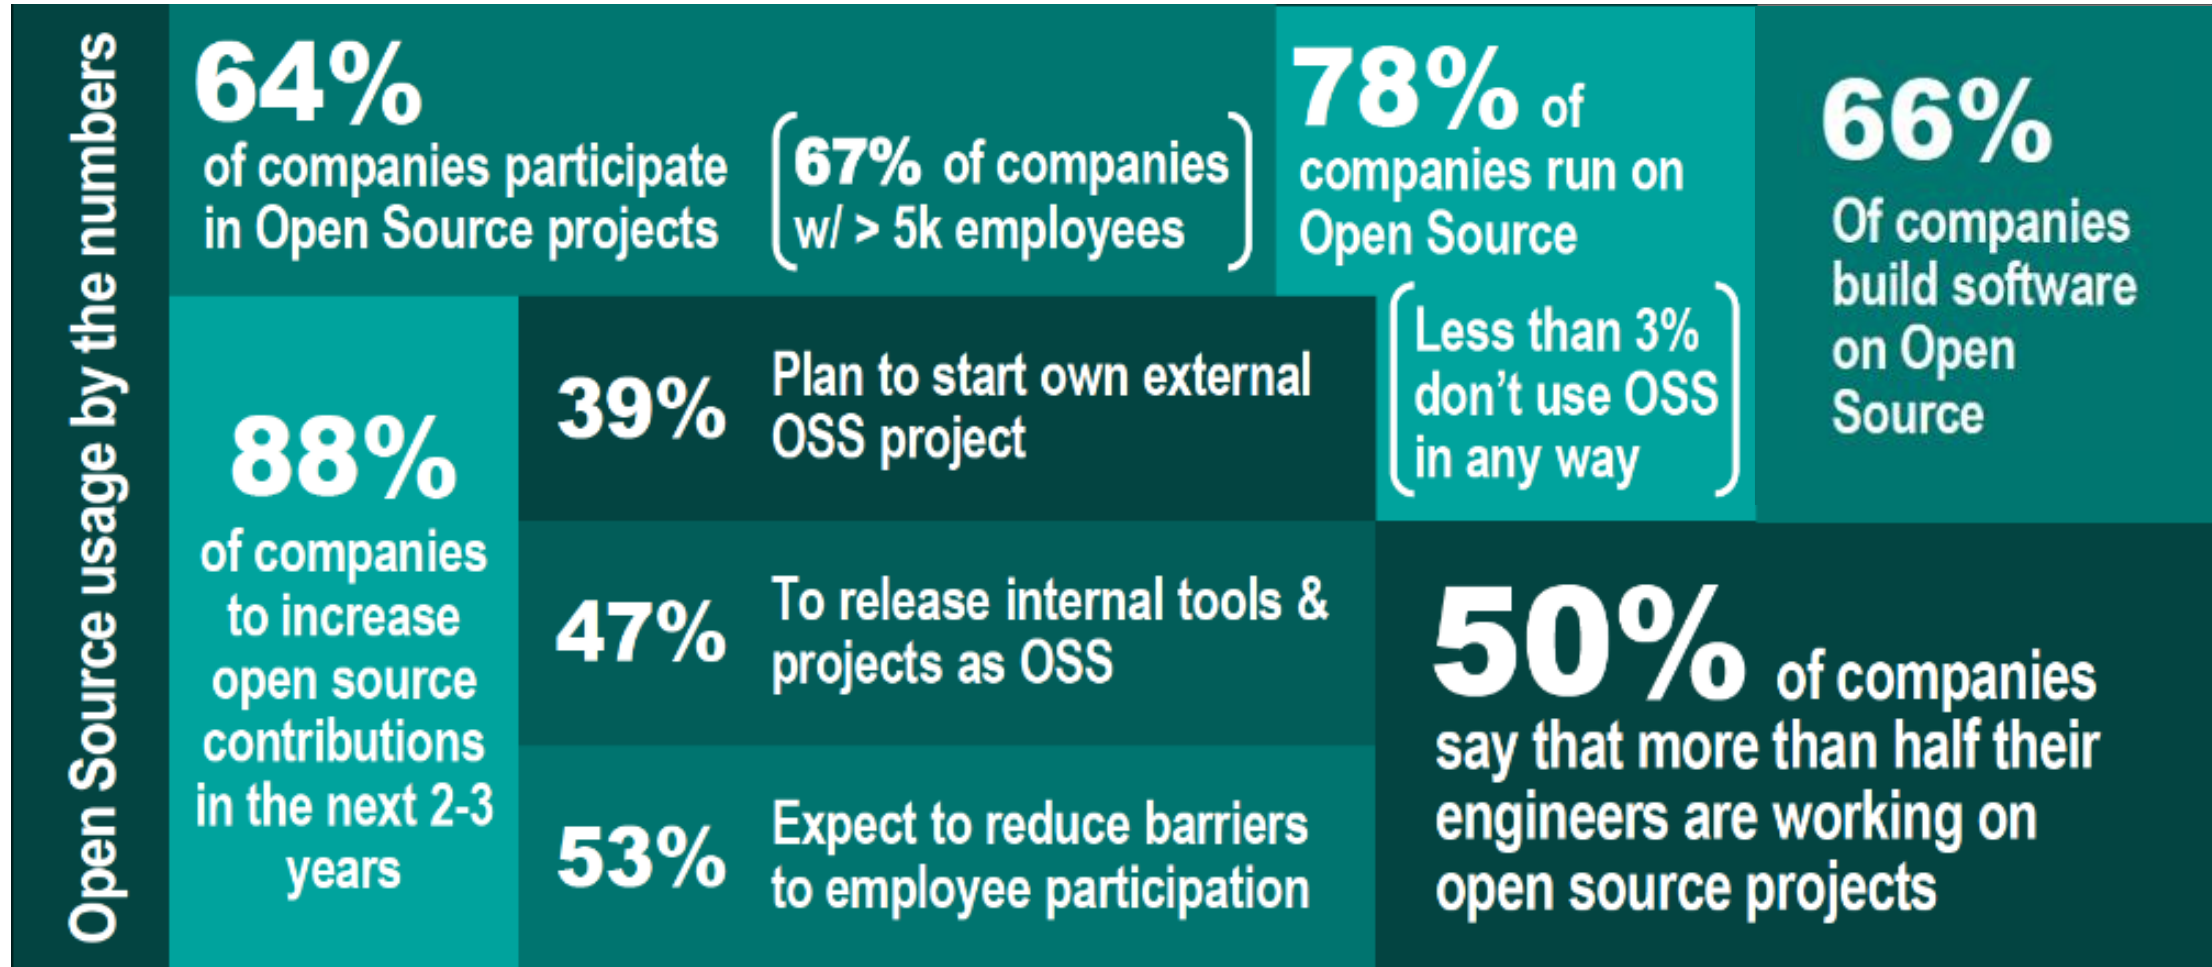 Open Source usage by the numbers
64%
of companies participate
in Open Source projects
67% of companies
w/ > 5k employees
78% of
companies run on
Open Source
Less than 3%
don't use OSS
in any way
66%
Of companies
build software
on Open
Source
88%
of companies
to increase
open source
contributions
in the next 2-3
years
39%
Plan to start own external
OSS project
47%
To release internal tools &
projects as OSS
53%
Expect to reduce barriers
to employee participation
50% of companies
say that more than half their
engineers are working on
open source projects